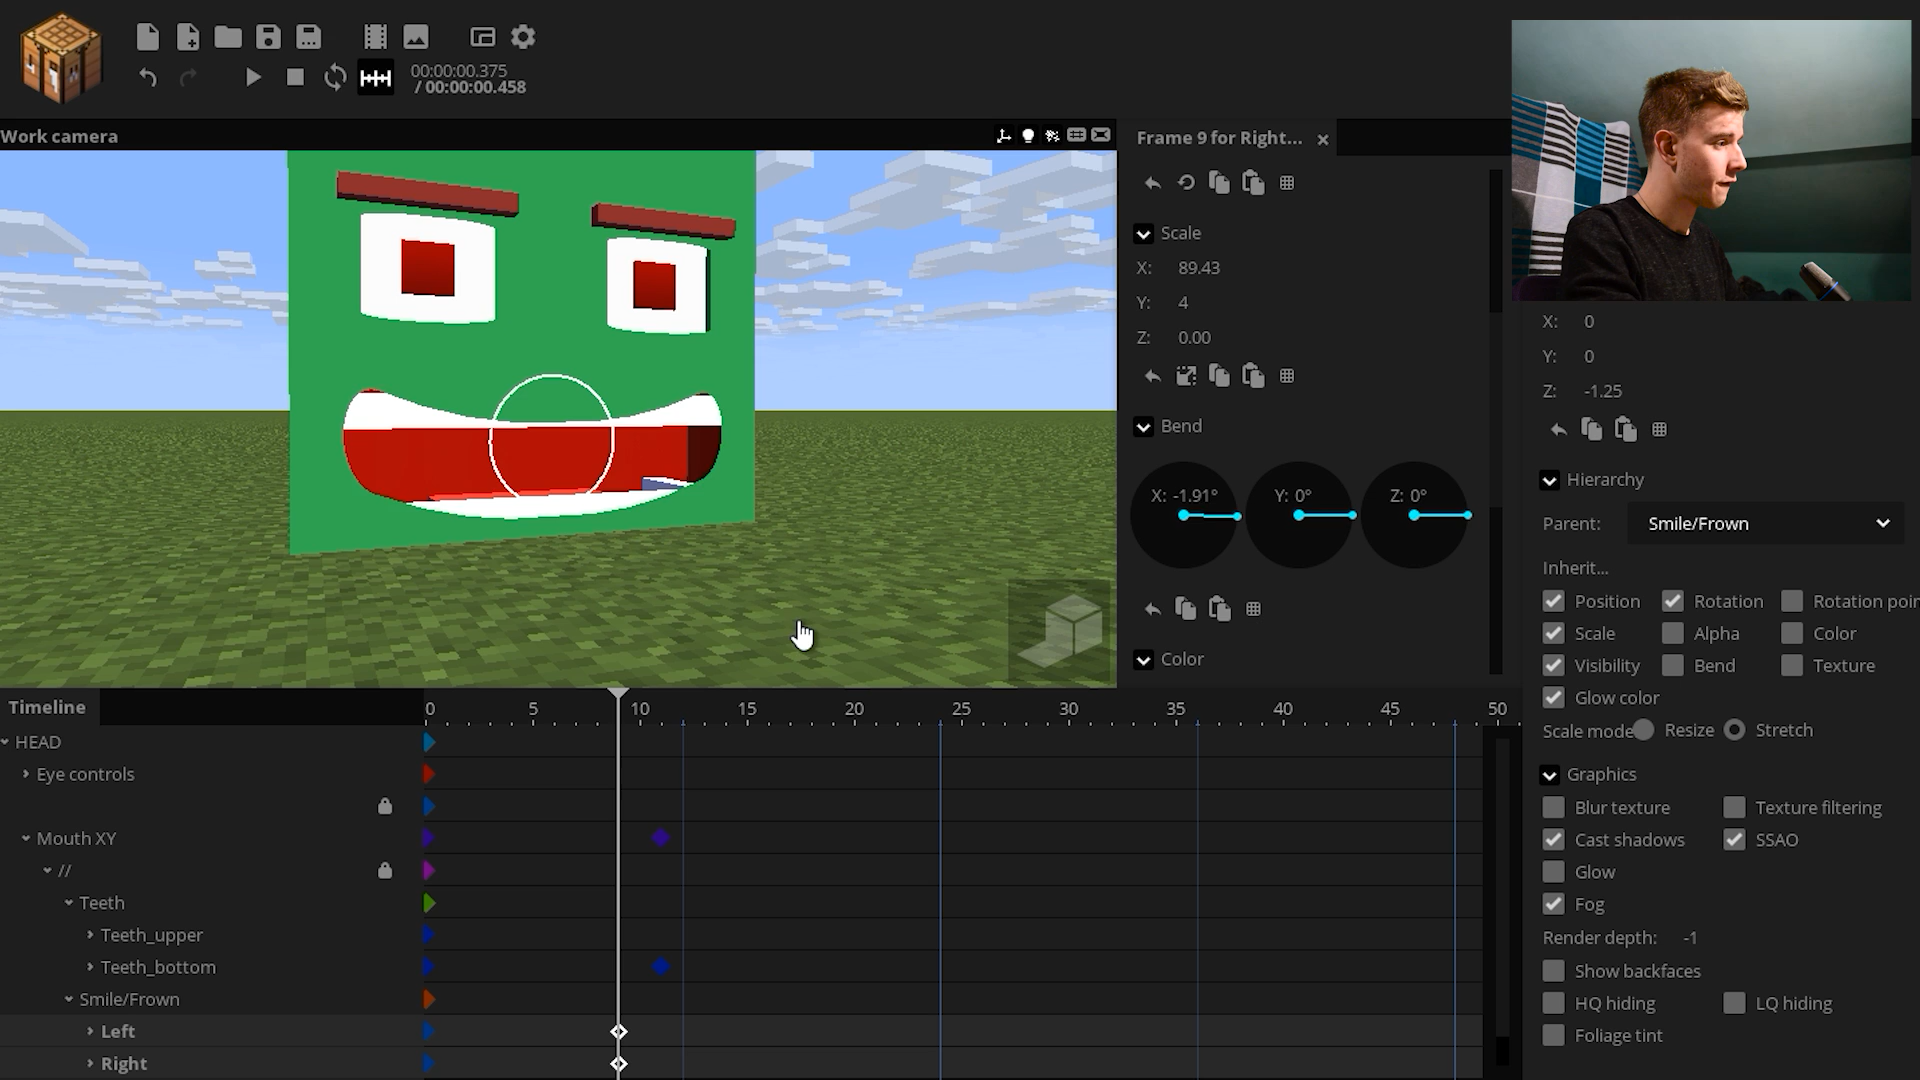 00:00:00.375
/ 00:00:00.458
Work camera
Frame 9 for Right...
Scale
X: 89.43
Y: 4
Z: 0.00
Bend
X: -1.91° Y: 0° Z: 0°
Color
X: 0
Y: 0
Z: -1.25
Hierarchy
Parent: Smile/Frown
Inherit...
Position Rotation Rotation poin
Scale Alpha Color
Visibility Bend Texture
Glow color
Scale mode Resize Stretch
Graphics
Blur texture Texture filtering
Cast shadows SSAO
Glow
Fog
Render depth: -1
Show backfaces
HQ hiding LQ hiding
Foliage tint
Timeline
0 5 10 15 20 25 30 35 40 45 50
HEAD
Eye controls
Mouth XY
//
Teeth
Teeth_upper
Teeth_bottom
Smile/Frown
Left
Right